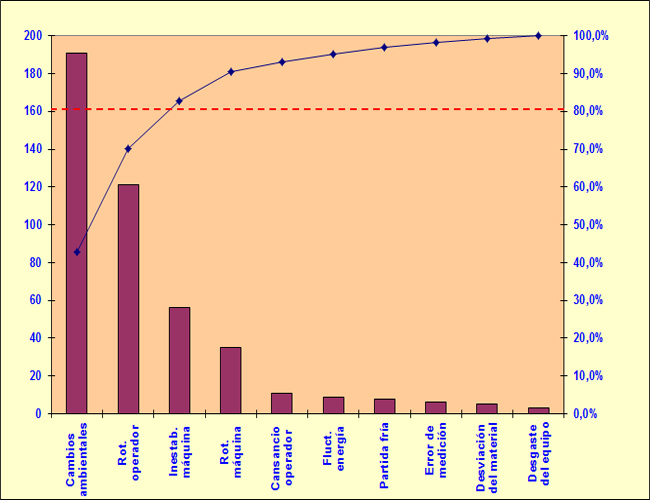 200
180
160
140
120
100
80
60
40
20
0
100,0%
90,0%
80,0%
70,0%
60,0%
50,0%
40,0%
30,0%
20,0%
10,0%
0,0%
Cambios
ambientales
Rot.
operador
Inestab.
máquina
Rot.
máquina
Cansancio
operador
Fluct.
energía
Partida fría
Error de
medición
Desviación
del material
Desgaste
del equipo